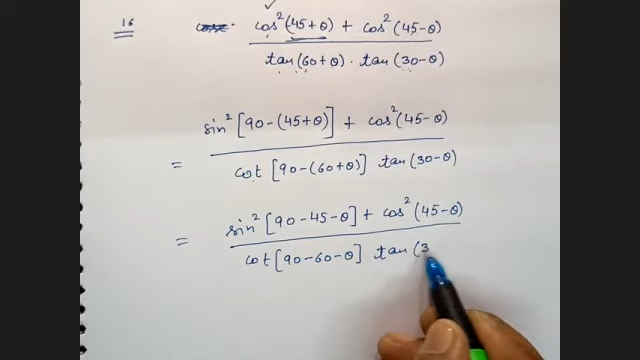 16 cos²(45+θ) + cos²(45-θ)
tan(60+θ) · tan(30-θ)
sin²[90-(45+θ)] + cos²(45-θ)
=
cot[90-(60+θ)] tan(30-θ)
sin²[90-45-θ] + cos²(45-θ)
=
cot[90-60-θ] tan(3